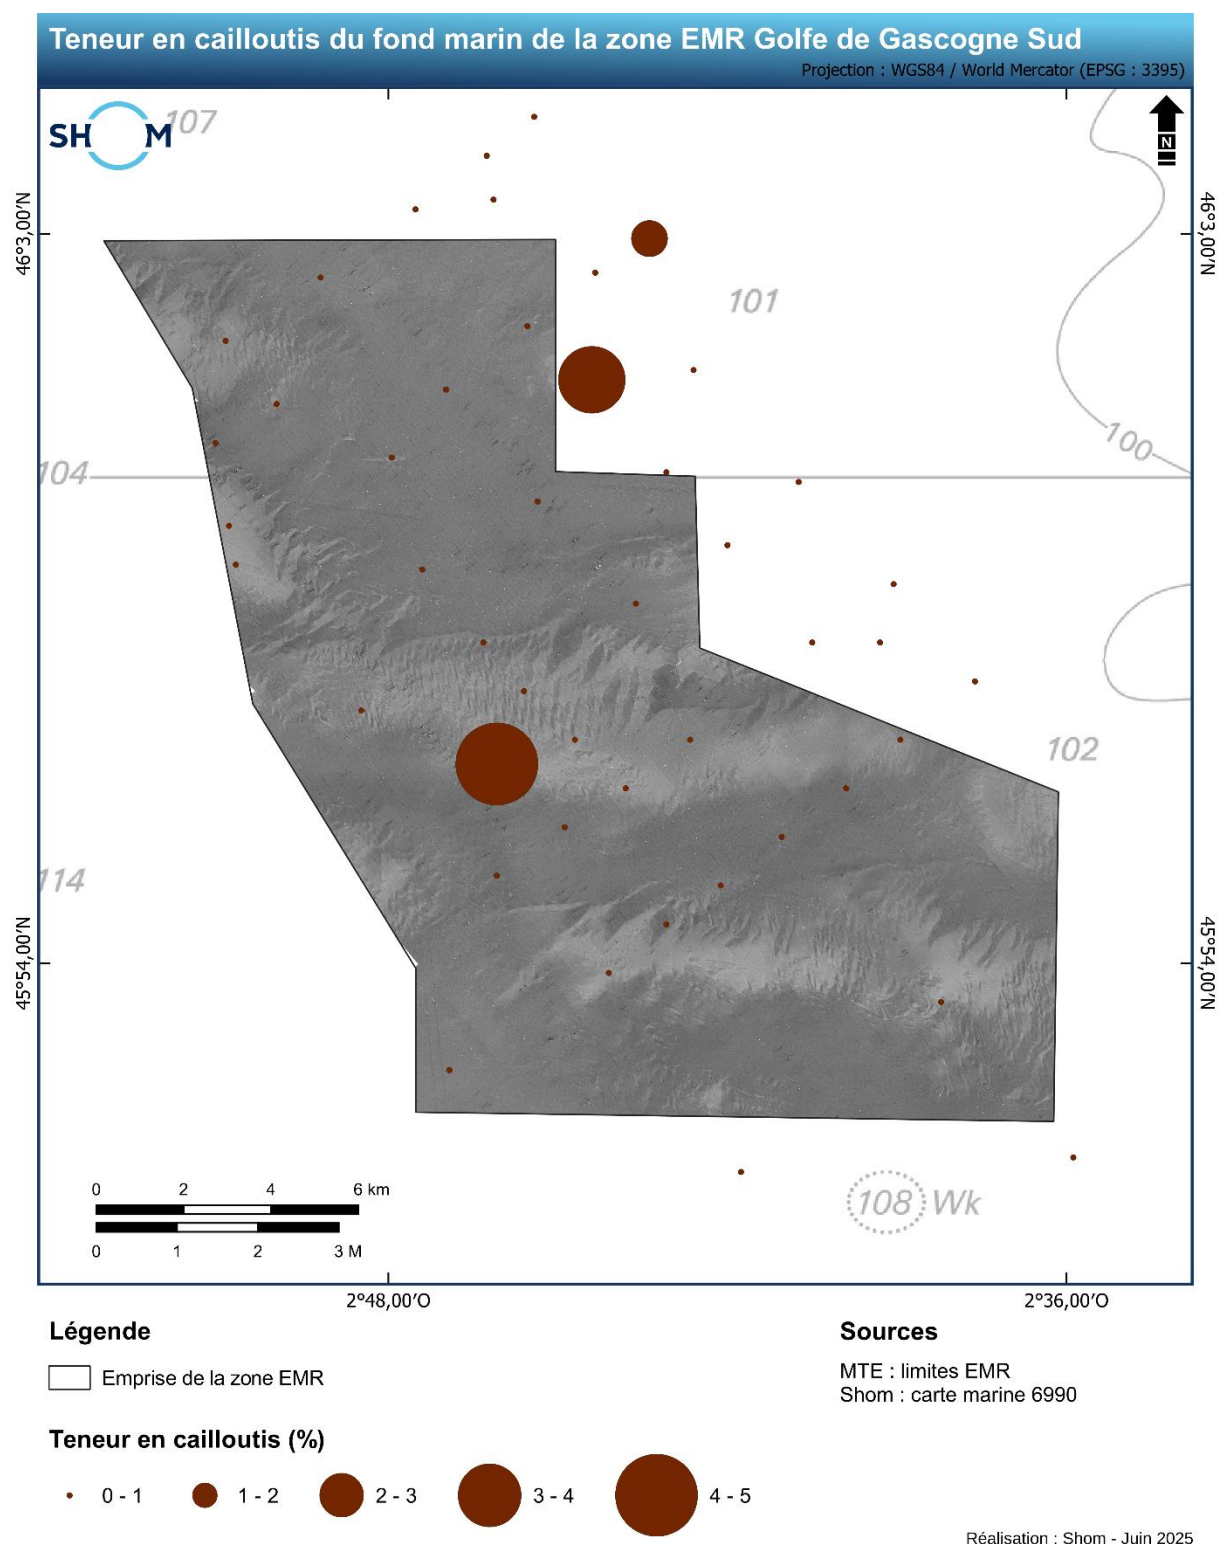 Teneur en cailloutis du fond marin de la zone EMR Golfe de Gascogne Sud
Projection : WGS84 / World Mercator (EPSG : 3395)
SH M
107
N
46°3,00'N
46°3,00'N
101
100
104
102
114
45°54,00'N
45°54,00'N
108 Wk
0 2 4 6 km
0 1 2 3 M
2°48,00'O
2°36,00'O
Légende
Emprise de la zone EMR
Sources
MTE : limites EMR
Shom : carte marine 6990
Teneur en cailloutis (%)
0 - 1
1 - 2
2 - 3
3 - 4
4 - 5
Réalisation : Shom - Juin 2025